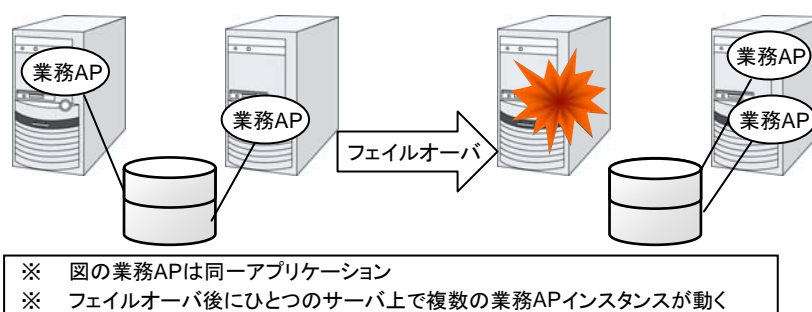 業務AP
業務AP
フェイルオーバ
業務AP
業務AP
※ 図の業務APは同一アプリケーション
※ フェイルオーバ後にひとつのサーバ上で複数の業務APインスタンスが動く